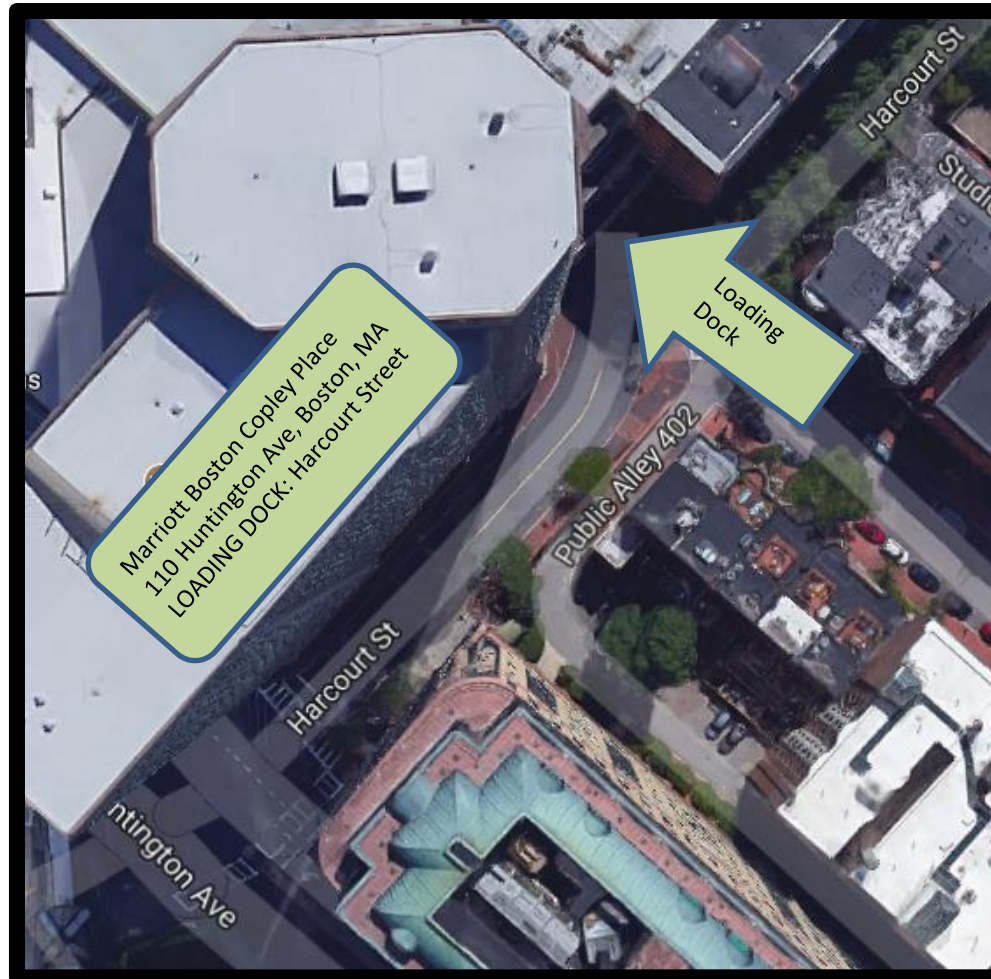 Harcourt St
Studio
Loading
Dock
Marriott Boston Copley Place
110 Huntington Ave, Boston, MA
LOADING DOCK: Harcourt Street
s
Public Alley 402
Harcourt St
ntington Ave